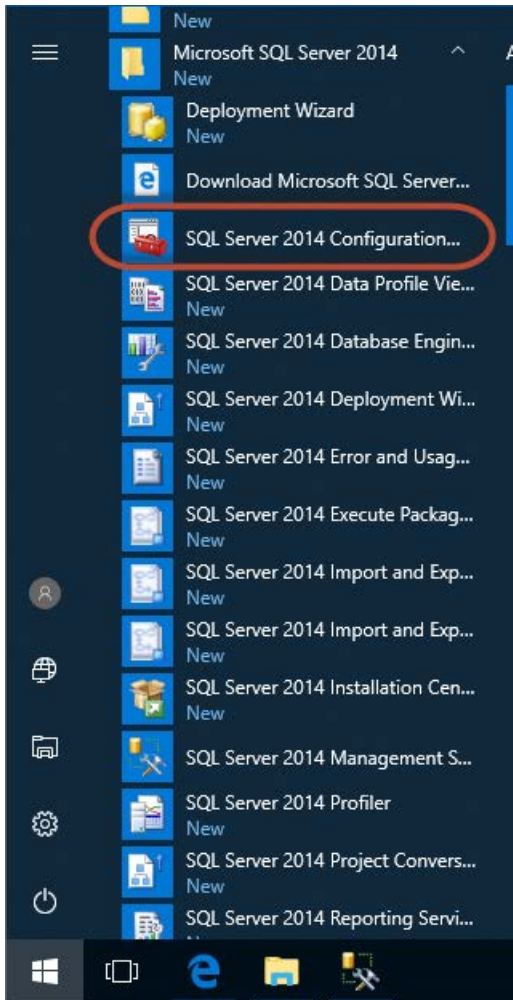 New
Microsoft SQL Server 2014
New
Deployment Wizard
New
Download Microsoft SQL Server...
SQL Server 2014 Configuration...
SQL Server 2014 Data Profile Vie...
New
SQL Server 2014 Database Engin...
New
SQL Server 2014 Deployment Wi...
New
SQL Server 2014 Error and Usag...
New
SQL Server 2014 Execute Packag...
New
SQL Server 2014 Import and Exp...
New
SQL Server 2014 Import and Exp...
New
SQL Server 2014 Installation Cen...
New
SQL Server 2014 Management S...
SQL Server 2014 Profiler
New
SQL Server 2014 Project Convers...
New
SQL Server 2014 Reporting Servi...